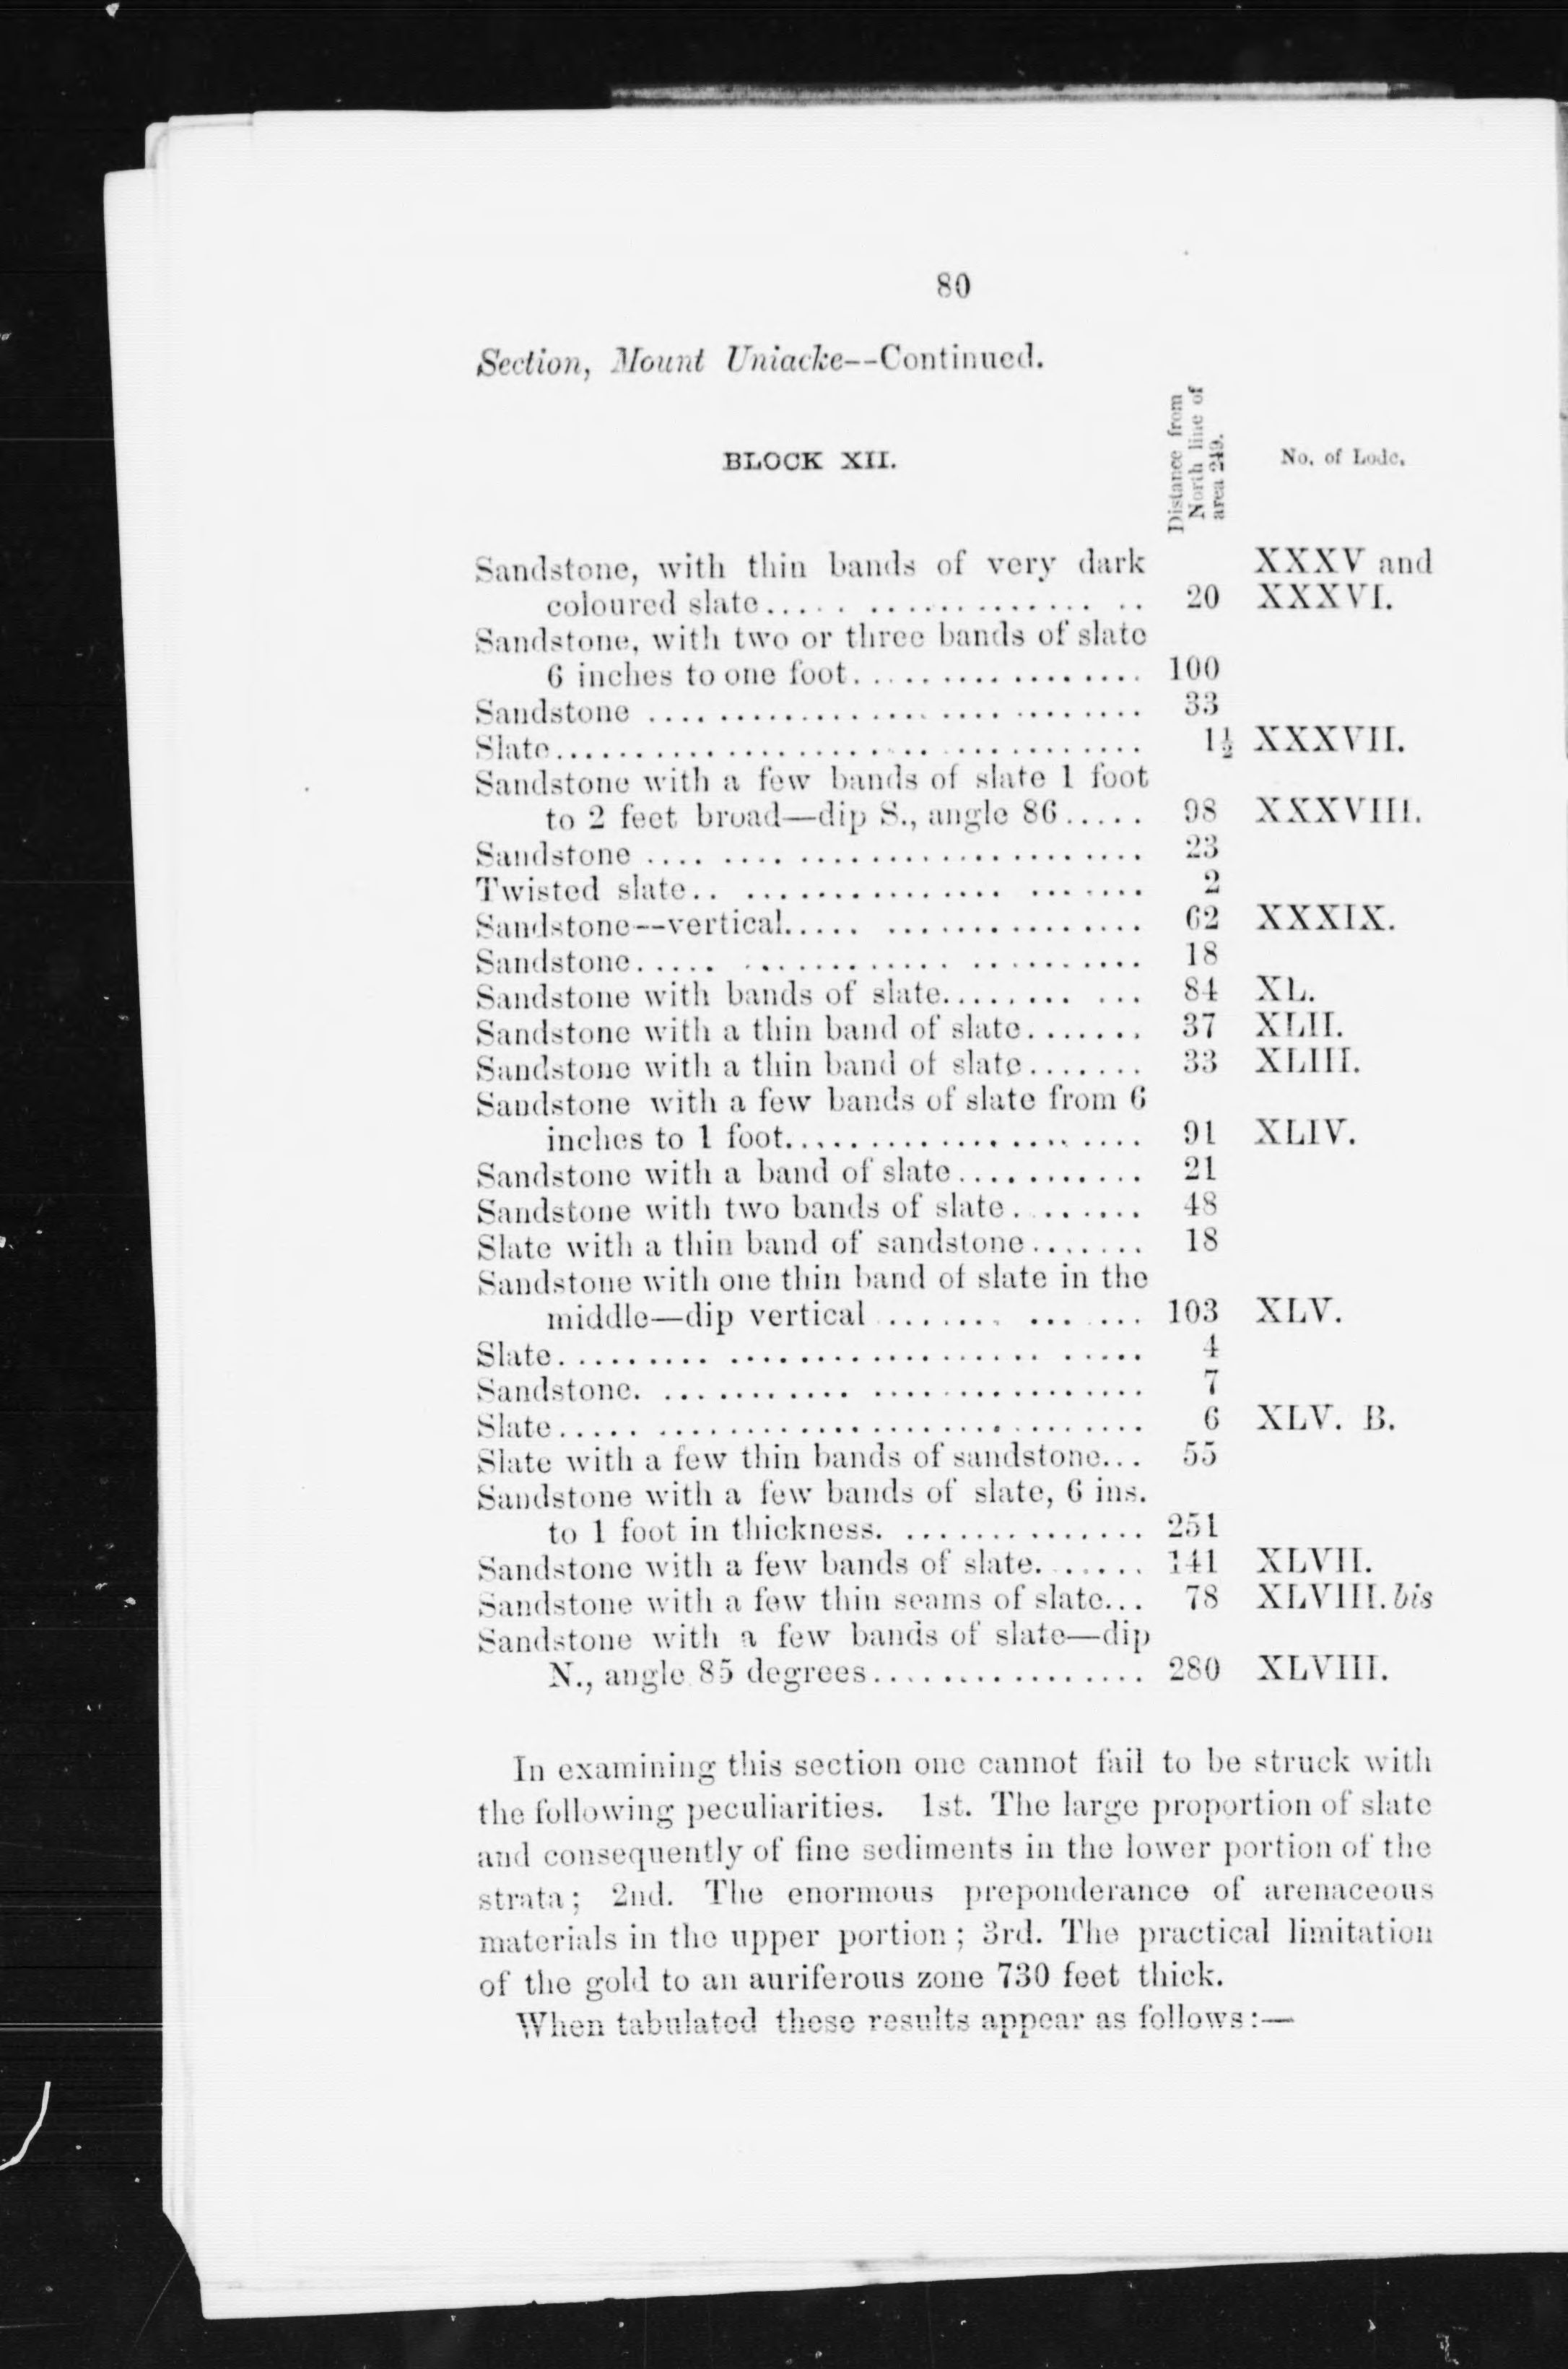 80
Section, Mount Uniacke--Continued.
BLOCK XII.
Distance from
North line of
area 249.
No. of Lode.
Sandstone, with thin bands of very dark XXXV and
coloured slate..... .............. .. 20 XXXVI.
Sandstone, with two or three bands of slate
6 inches to one foot.................. 100
Sandstone .............................. 33
Slate.................................. 1½ XXXVII.
Sandstone with a few bands of slate 1 foot
to 2 feet broad—dip S., angle 86..... 98 XXXVIII.
Sandstone .... ........................ 23
Twisted slate.. ............... ....... 2
Sandstone--vertical..... ............... 62 XXXIX.
Sandstone..... ............ .......... 18
Sandstone with bands of slate........ ... 84 XL.
Sandstone with a thin band of slate....... 37 XLII.
Sandstone with a thin band of slate....... 33 XLIII.
Sandstone with a few bands of slate from 6
inches to 1 foot..................... 91 XLIV.
Sandstone with a band of slate........... 21
Sandstone with two bands of slate........ 48
Slate with a thin band of sandstone....... 18
Sandstone with one thin band of slate in the
middle—dip vertical ....... ... ... 103 XLV.
Slate......... .................. ..... 4
Sandstone. ........... ................ 7
Slate..... ............................ 6 XLV. B.
Slate with a few thin bands of sandstone... 55
Sandstone with a few bands of slate, 6 ins.
to 1 foot in thickness. .............. 251
Sandstone with a few bands of slate....... 141 XLVII.
Sandstone with a few thin seams of slate... 78 XLVIII. bis
Sandstone with a few bands of slate—dip
N., angle 85 degrees................. 280 XLVIII.
In examining this section one cannot fail to be struck with
the following peculiarities. 1st. The large proportion of slate
and consequently of fine sediments in the lower portion of the
strata; 2nd. The enormous preponderance of arenaceous
materials in the upper portion; 3rd. The practical limitation
of the gold to an auriferous zone 730 feet thick.
When tabulated these results appear as follows:—